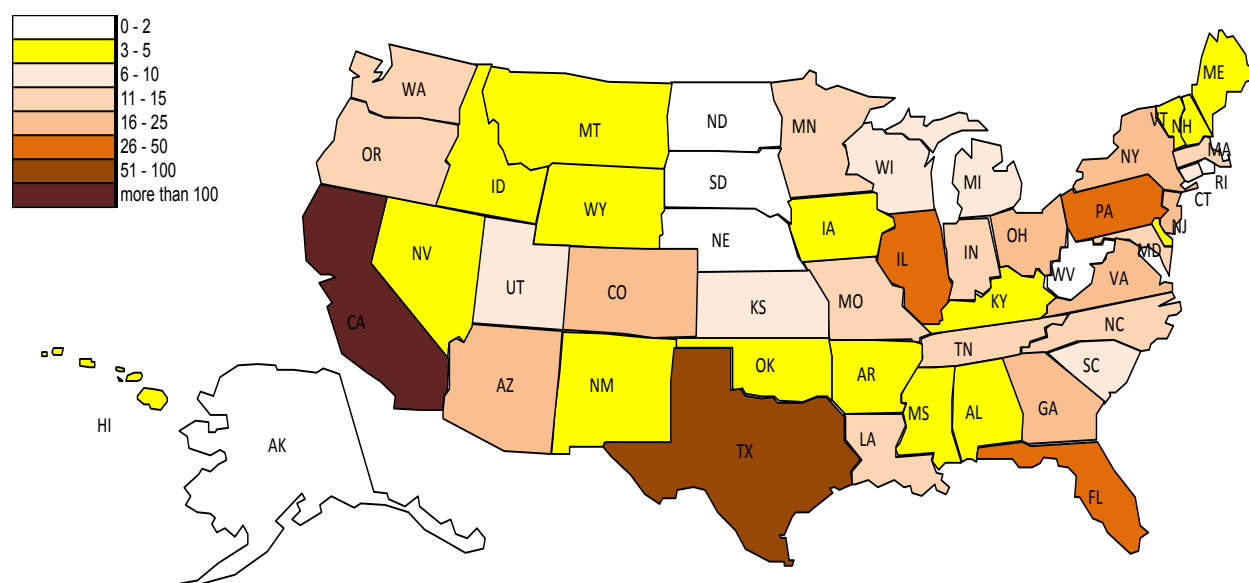 0 - 2
3 - 5
6 - 10
11 - 15
16 - 25
26 - 50
51 - 100
more than 100
WA
MT
ND
MN
ME
VT
NH
OR
ID
SD
WI
MI
NY
MA
RI
CT
WY
IA
PA
NV
NE
IL
IN
OH
NJ
MD
UT
CO
KS
MO
KY
WV
VA
CA
TN
NC
AZ
NM
OK
AR
SC
MS
AL
GA
HI
AK
TX
LA
FL